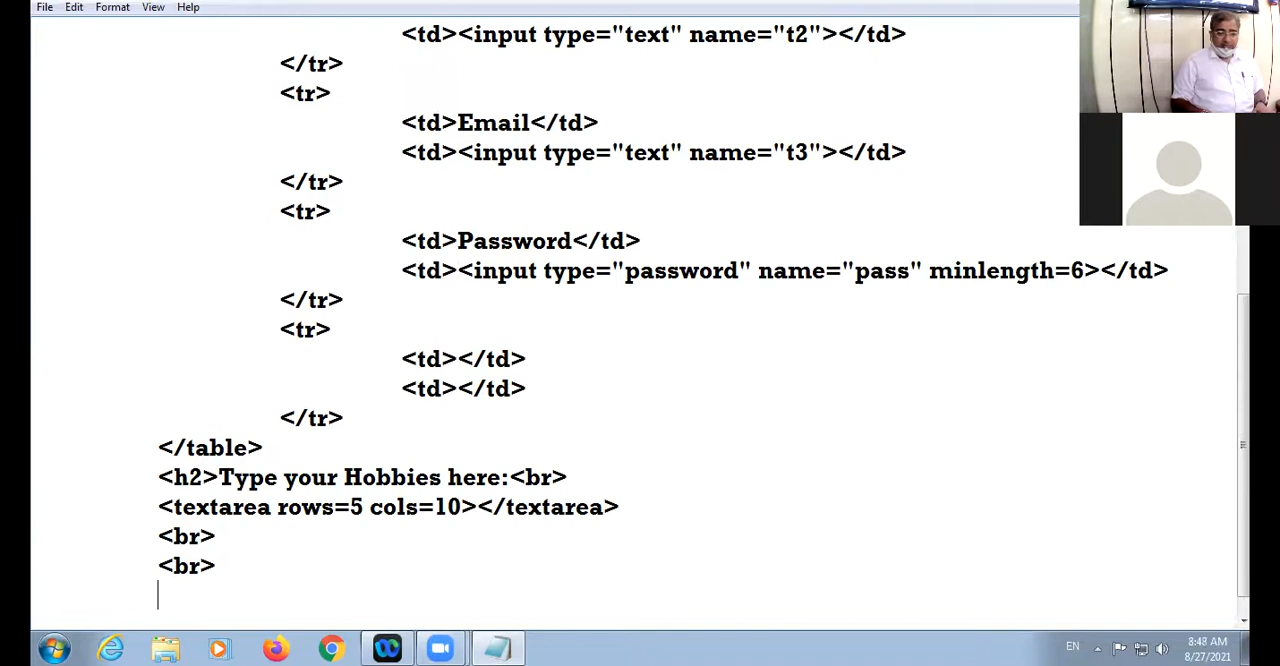 File Edit Format View Help
<td><input type="text" name="t2"></td>
</tr>
<tr>
<td>Email</td>
<td><input type="text" name="t3"></td>
</tr>
<tr>
<td>Password</td>
<td><input type="password" name="pass" minlength=6></td>
</tr>
<tr>
<td></td>
<td></td>
</tr>
</table>
<h2>Type your Hobbies here:<br>
<textarea rows=5 cols=10></textarea>
<br>
<br>
EN
8:48 AM
8/27/2021